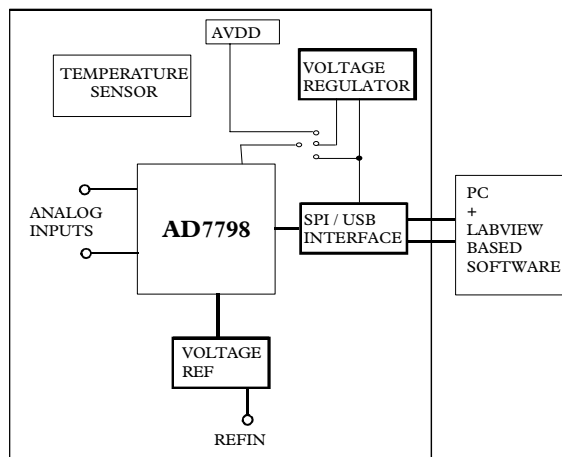 AVDD
TEMPERATURE
SENSOR
VOLTAGE
REGULATOR
ANALOG
INPUTS
AD7798
SPI / USB
INTERFACE
PC
+
LABVIEW
BASED
SOFTWARE
VOLTAGE
REF
REFIN